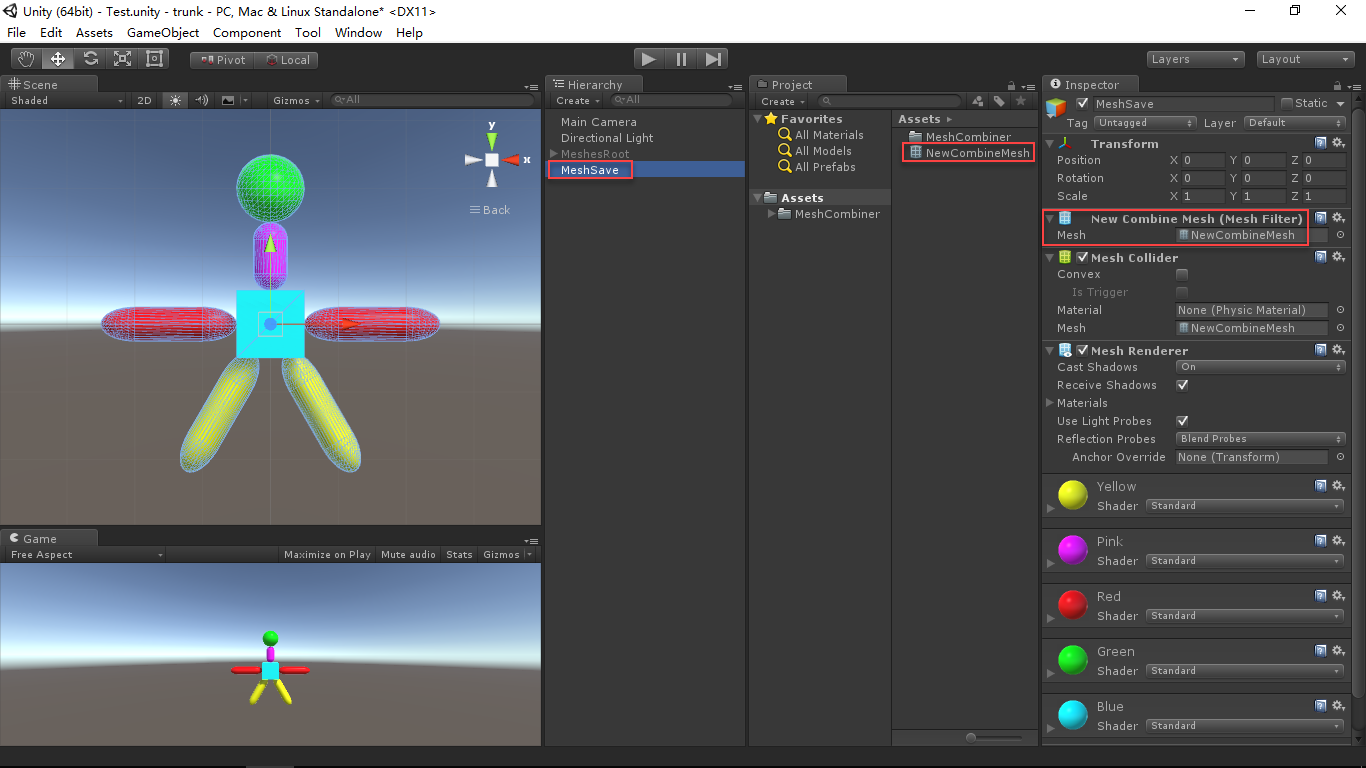 Unity (64bit) - Test.unity - trunk - PC, Mac & Linux Standalone* <DX11>
File Edit Assets GameObject Component Tool Window Help
Pivot Local Layers Layout
Scene
Shaded 2D Gizmos All
y
x
Back
Game
Free Aspect Maximize on Play Mute audio Stats Gizmos
Hierarchy
Create All
Main Camera
Directional Light
MeshesRoot
MeshSave
Project
Create
Favorites
All Materials
All Models
All Prefabs
Assets
MeshCombiner
Assets
MeshCombiner
NewCombineMesh
Inspector
MeshSave Static
Tag Untagged Layer Default
Transform
Position X 0 Y 0 Z 0
Rotation X 0 Y 0 Z 0
Scale X 1 Y 1 Z 1
New Combine Mesh (Mesh Filter)
Mesh NewCombineMesh
Mesh Collider
Convex
Is Trigger
Material None (Physic Material)
Mesh NewCombineMesh
Mesh Renderer
Cast Shadows On
Receive Shadows
Materials
Use Light Probes
Reflection Probes Blend Probes
Anchor Override None (Transform)
Yellow
Shader Standard
Pink
Shader Standard
Red
Shader Standard
Green
Shader Standard
Blue
Shader Standard